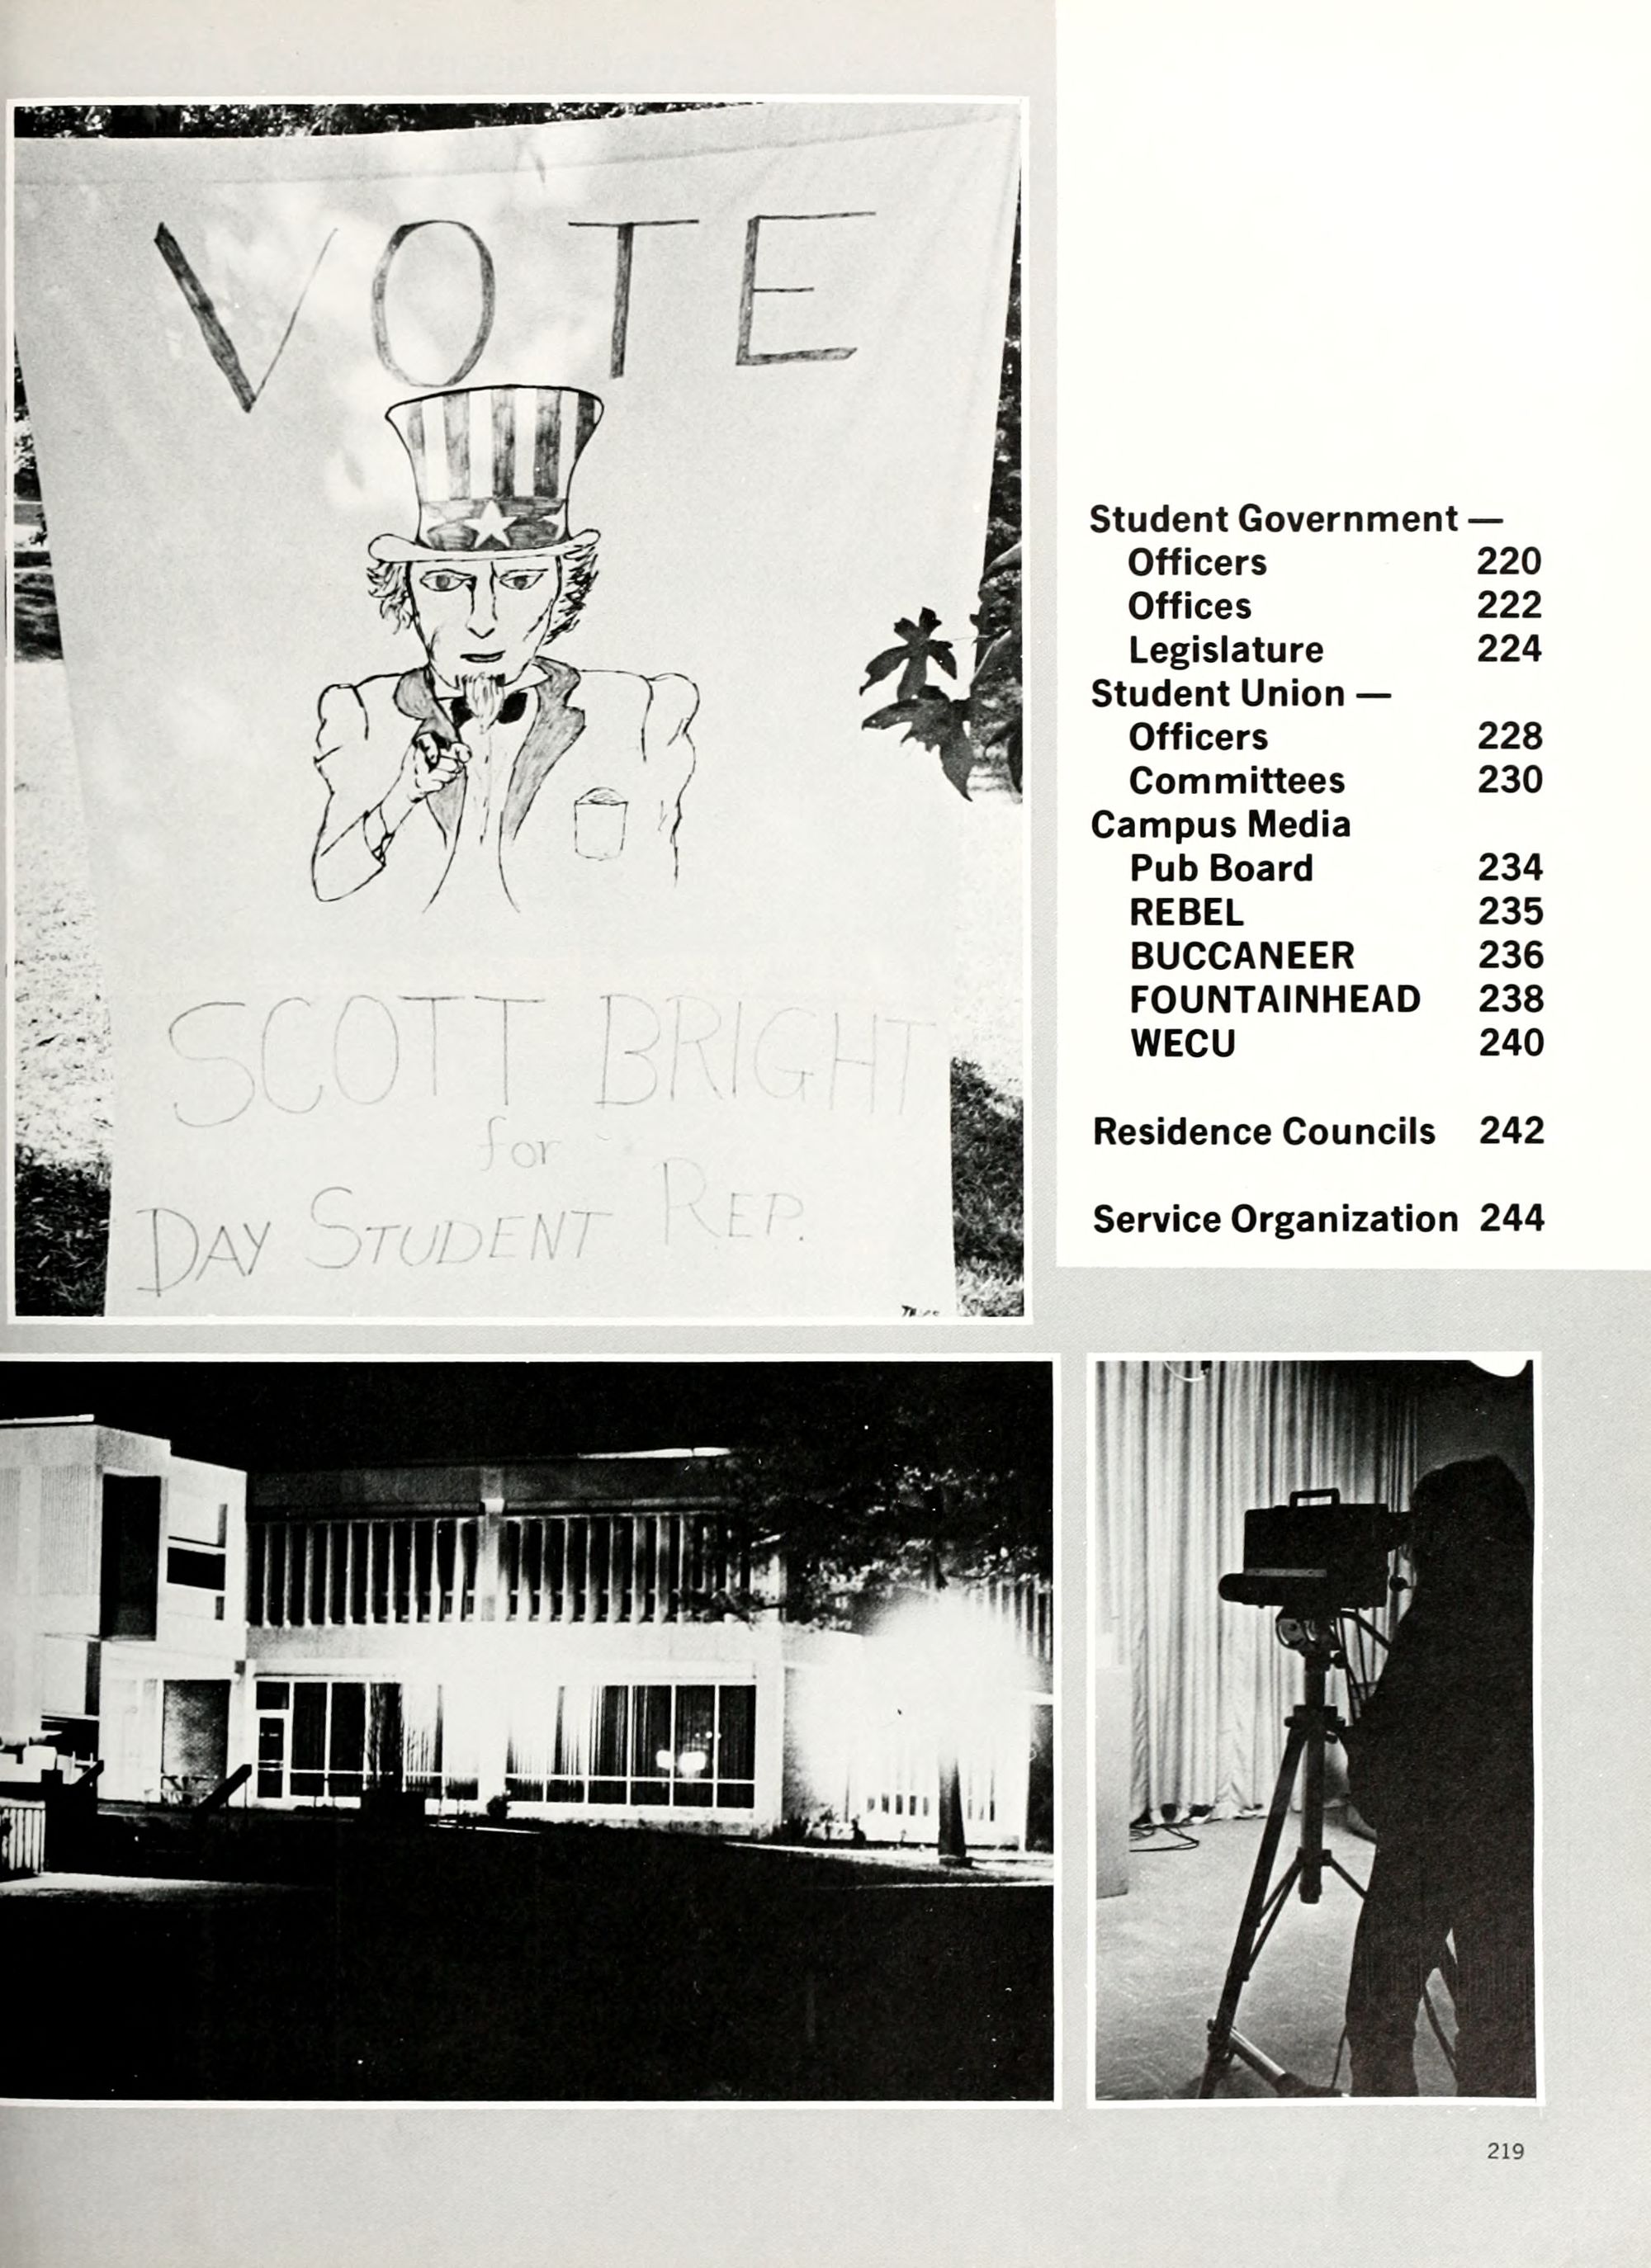 VOTE
SCOTT BRIGHT
for
DAY STUDENT REP.
Student Government —
Officers 220
Offices 222
Legislature 224
Student Union —
Officers 228
Committees 230
Campus Media
Pub Board 234
REBEL 235
BUCCANEER 236
FOUNTAINHEAD 238
WECU 240
Residence Councils 242
Service Organization 244
219